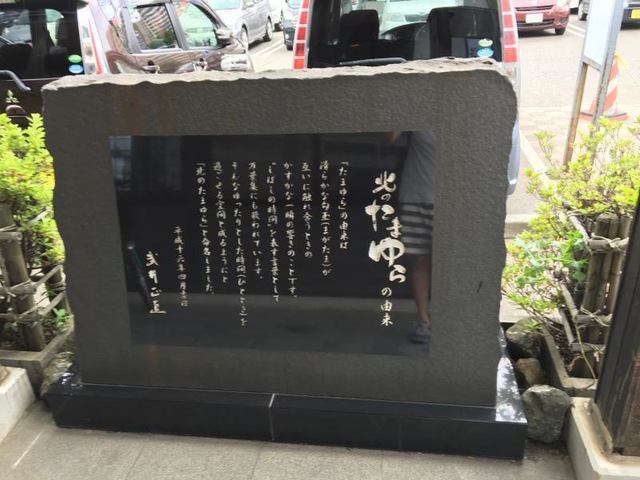 北のたまゆら
の由来
「たまゆら」の由来は
清らかな勾玉(まがたま)が
互いに触れ合うときの
かすかな一瞬の響きのことです。
"しばしの時間"を表す言葉として
万葉集にも歌われています。
そんなゆったりとした時間(ひととき)を
過ごせる空間と成るようにと
「北のたまゆら」と命名しました。
平成十六年四月吉日
武井正直